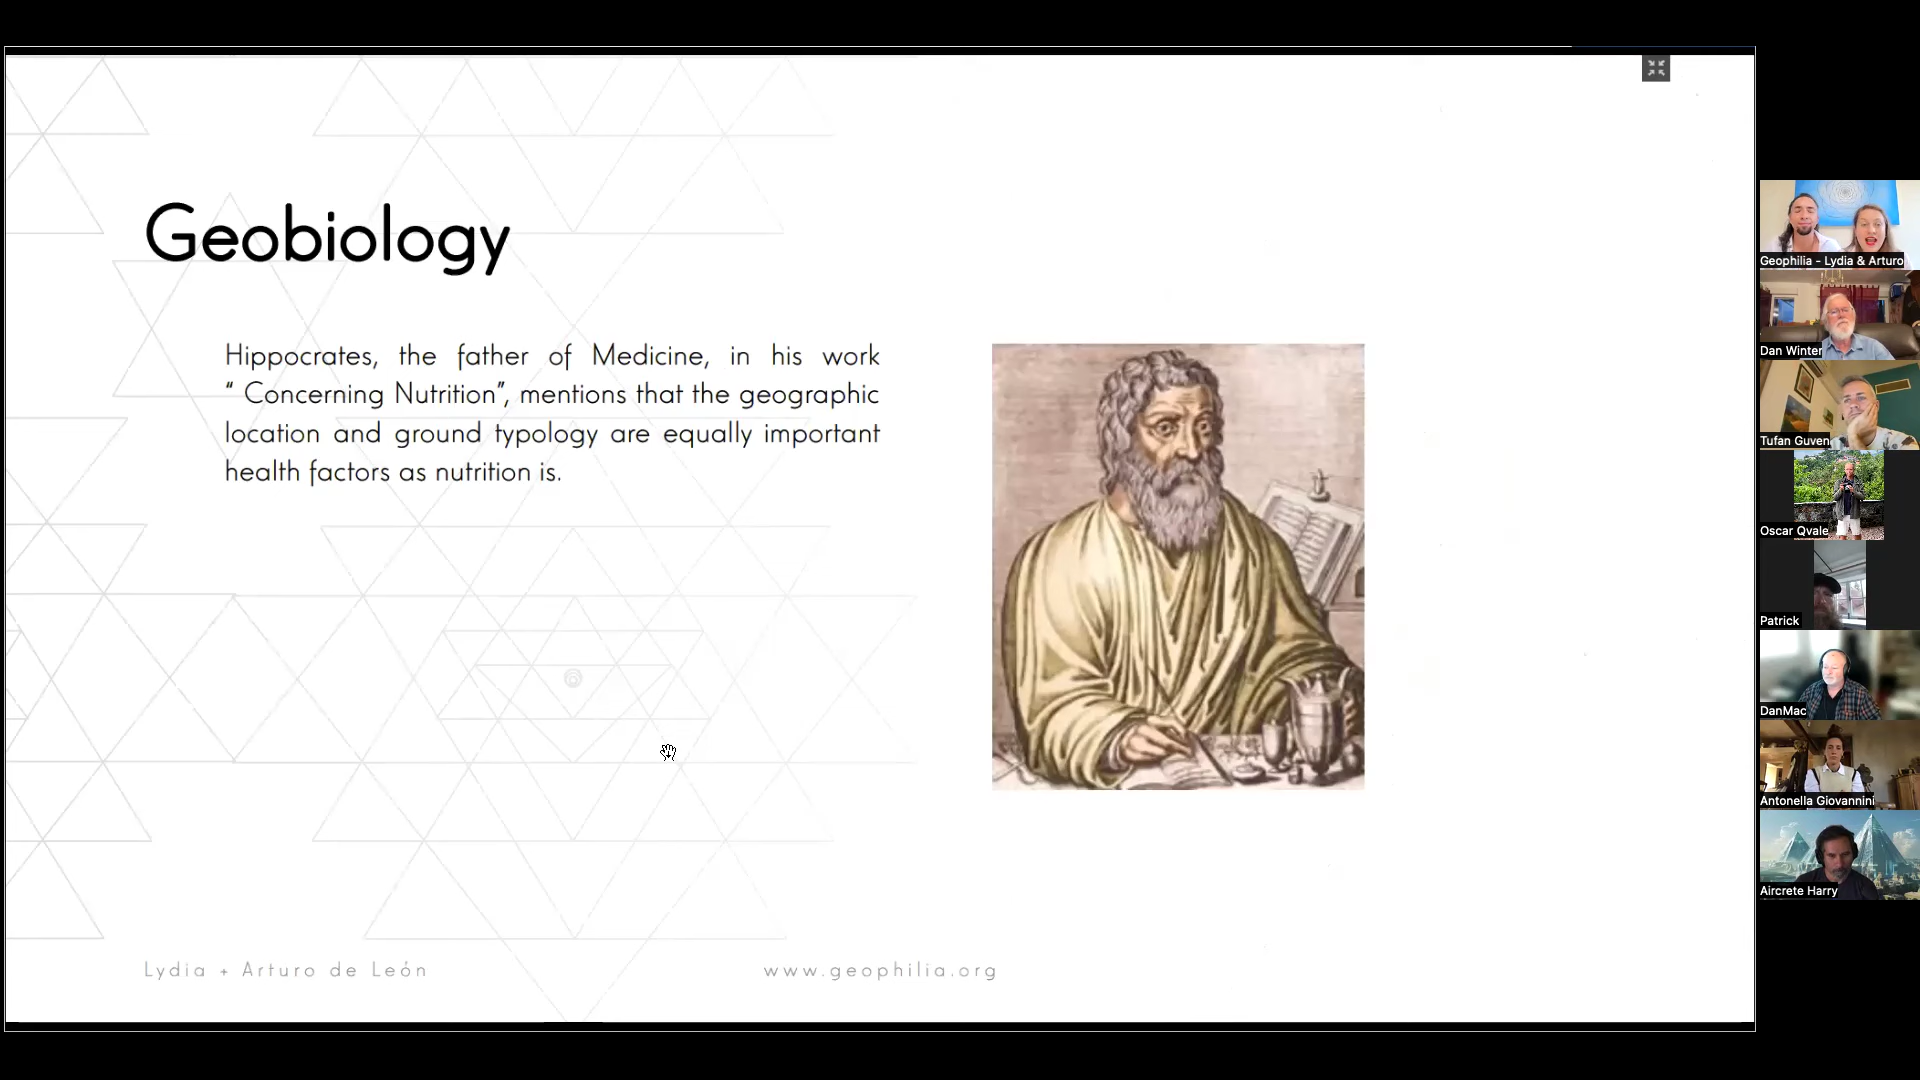 Geobiology
Hippocrates, the father of Medicine, in his work
“ Concerning Nutrition”, mentions that the geographic
location and ground typology are equally important
health factors as nutrition is.
Lydia + Arturo de León
www.geophilia.org
Geophilia - Lydia & Arturo
Dan Winter
Tufan Guven
Oscar Qvale
Patrick
DanMac
Antonella Giovannini
Aircrete Harry